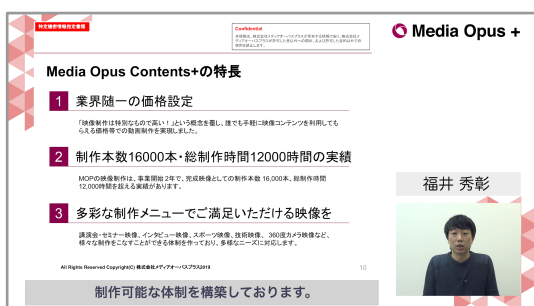 特定機密情報指定書類
Confidential
Media Opus +
Media Opus Contents+の特長
1 業界随一の価格設定
「映像制作は特別なもので高い！」という概念を覆し、誰でも手軽に映像コンテンツを利用しても
らえる価格帯での動画制作を実現しました。
2 制作本数16000本・総制作時間12000時間の実績
MOPの映像制作は、事業開始2年で、完成映像としての制作本数 16,000本、総制作時間
12,000時間を超える実績があります。
福井 秀彰
3 多彩な制作メニューでご満足いただける映像を
講演会・セミナー映像、インタビュー映像、スポーツ映像、技術映像、 360度カメラ映像など、
様々な制作をこなすことができる体制を作っており、多様なニーズに対応します。
All Rights Reserved Copyright(C) 株式会社メディアオーパスプラス2019
10
制作可能な体制を構築しております。